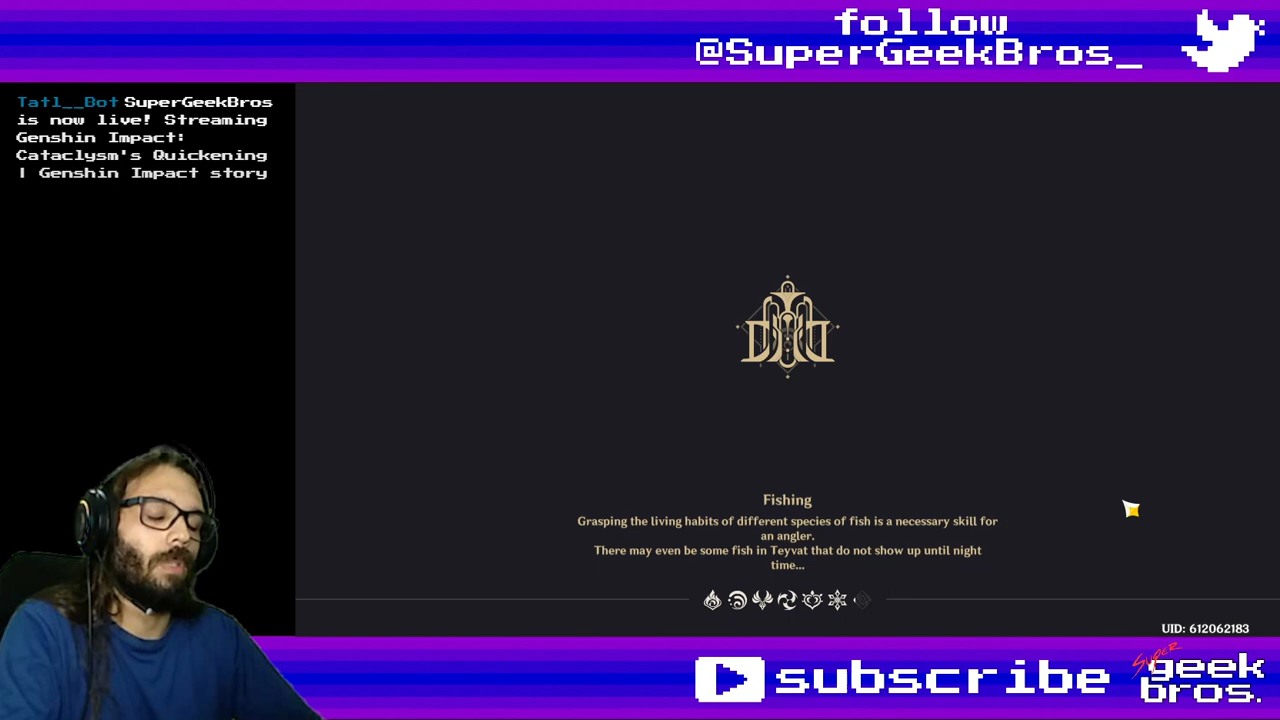 follow
@SuperGeekBros_
Tatl__Bot SuperGeekBros
is now live! Streaming
Genshin Impact:
Cataclysm's Quickening
| Genshin Impact story
Fishing
Grasping the living habits of different species of fish is a necessary skill for
an angler.
There may even be some fish in Teyvat that do not show up until night
time...
UID: 612062183
subscribe
SUPER
geek
bros.